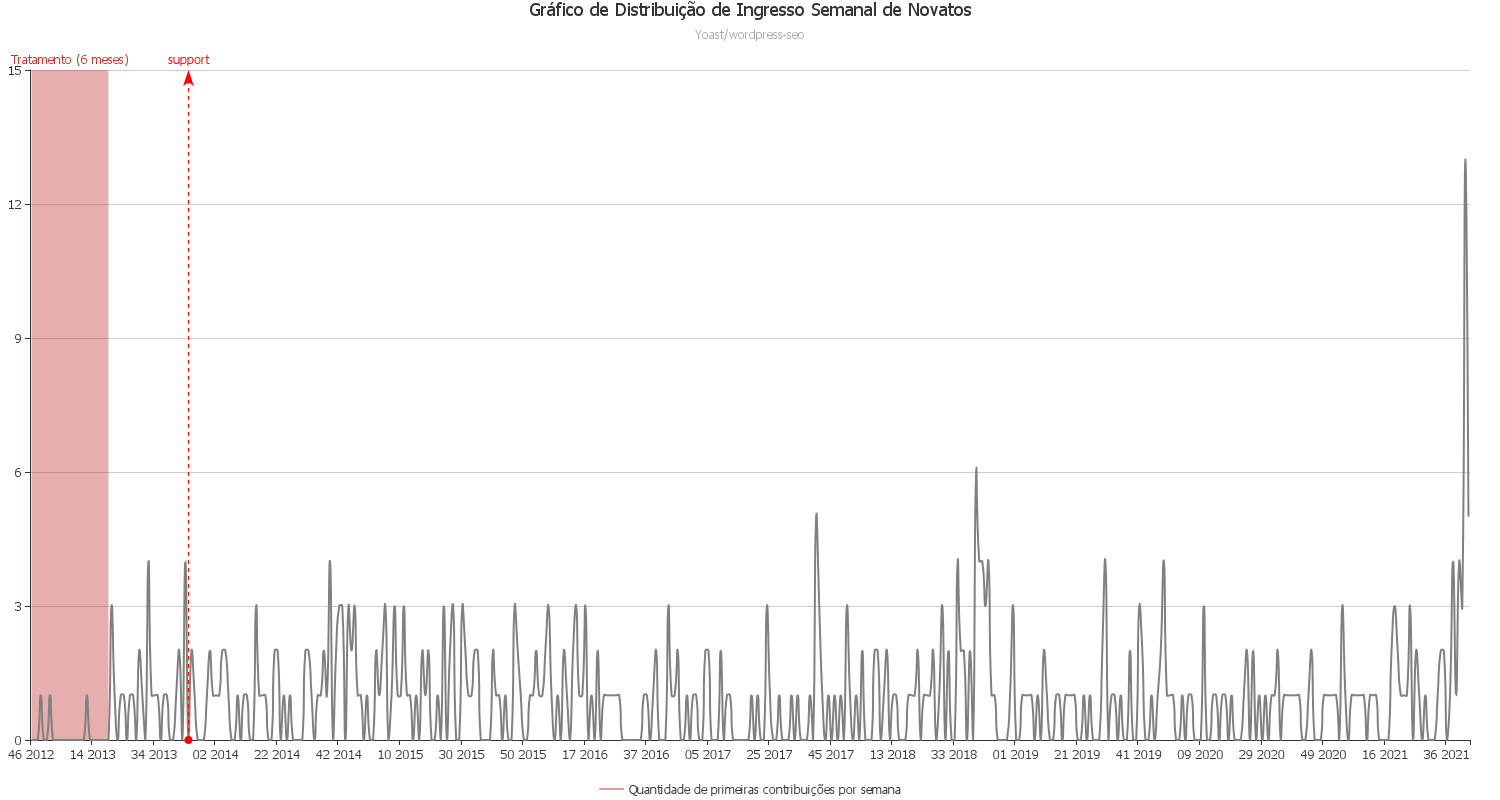 Gráfico de Distribuição de Ingresso Semanal de Novatos
Yoast/wordpress-seo
Tratamento (6 meses) support
15
12
9
6
3
0
46 2012 14 2013 34 2013 02 2014 22 2014 42 2014 10 2015 30 2015 50 2015 17 2016 37 2016 05 2017 25 2017 45 2017 13 2018 33 2018 01 2019 21 2019 41 2019 09 2020 29 2020 49 2020 16 2021 36 2021
Quantidade de primeiras contribuições por semana